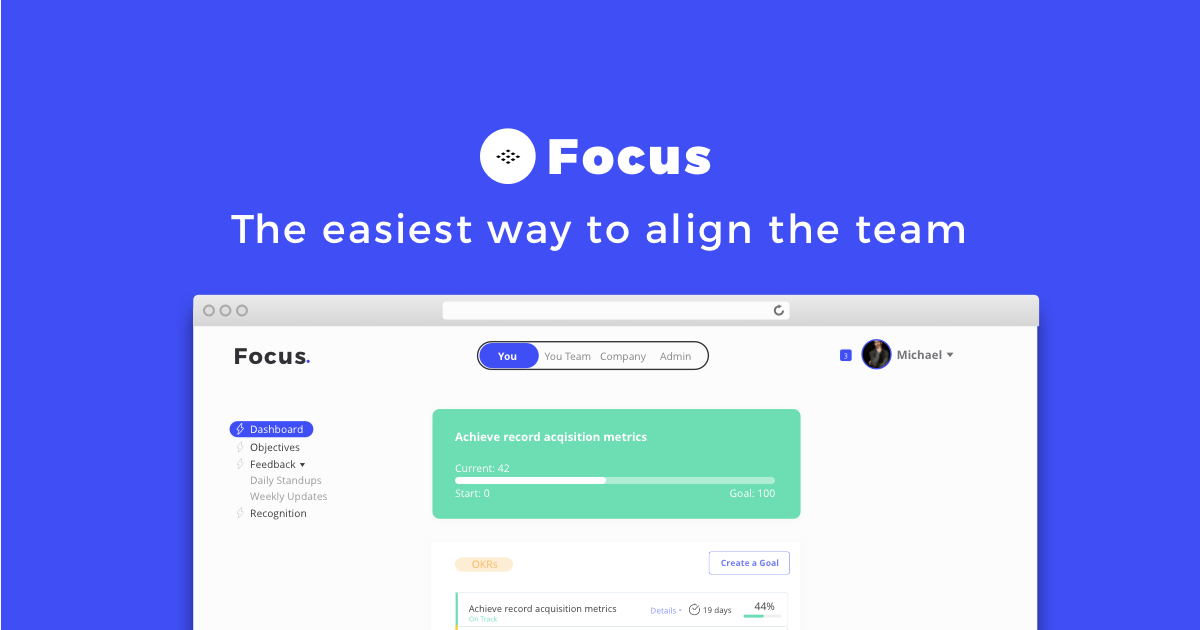 Focus
The easiest way to align the team
Focus.
You You Team Company Admin
3 Michael
Dashboard
Objectives
Feedback
Daily Standups
Weekly Updates
Recognition
Achieve record acqisition metrics
Current: 42
Start: 0 Goal: 100
OKRs Create a Goal
Achieve record acquisition metrics Details 19 days 44%
On Track